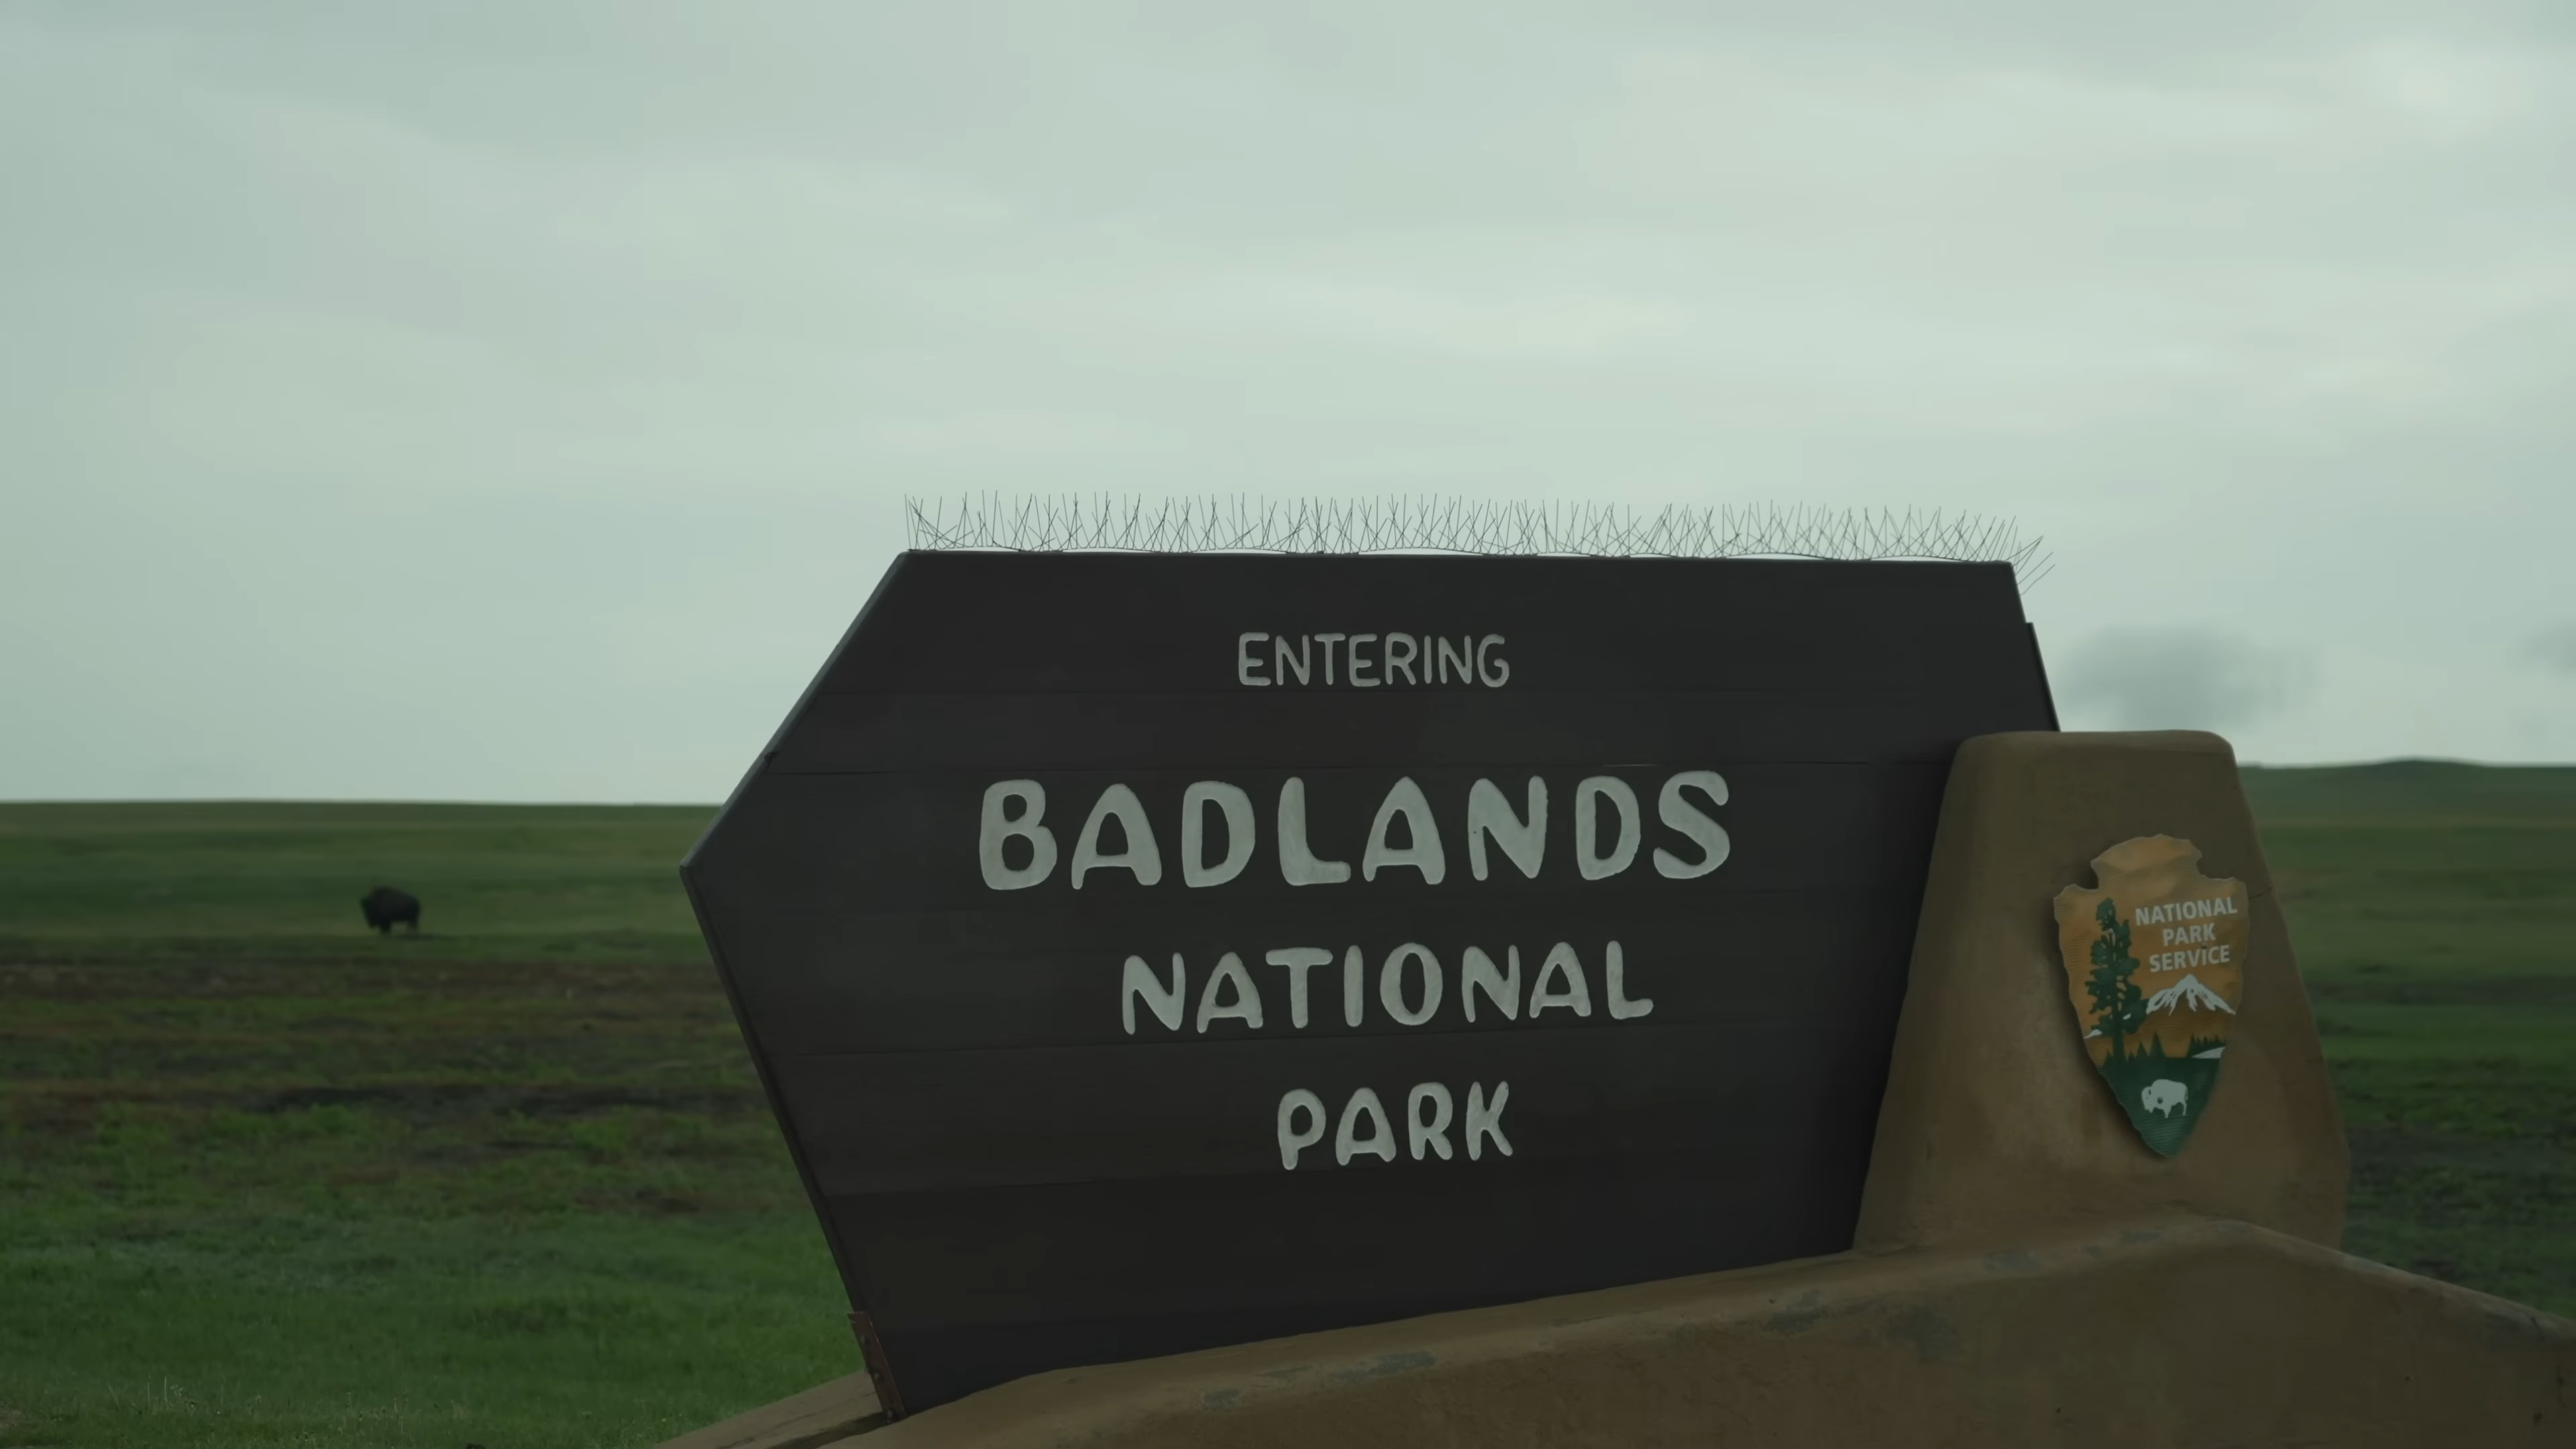 ENTERING
BADLANDS
NATIONAL
PARK
NATIONAL
PARK
SERVICE